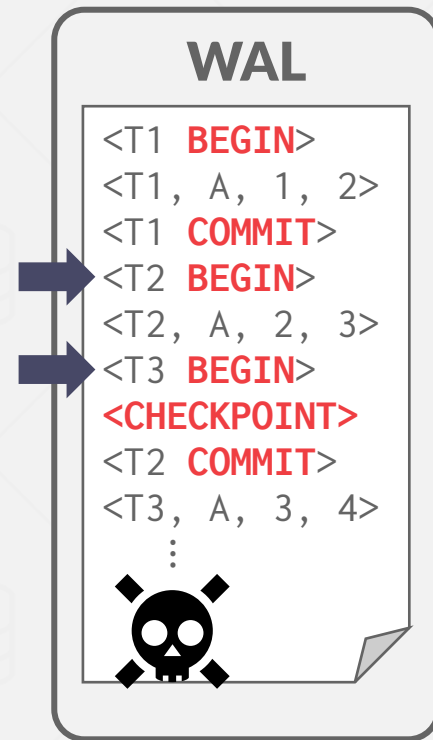 WAL
<T1 BEGIN>
<T1, A, 1, 2>
<T1 COMMIT>
<T2 BEGIN>
<T2, A, 2, 3>
<T3 BEGIN>
<CHECKPOINT>
<T2 COMMIT>
<T3, A, 3, 4>
⋮